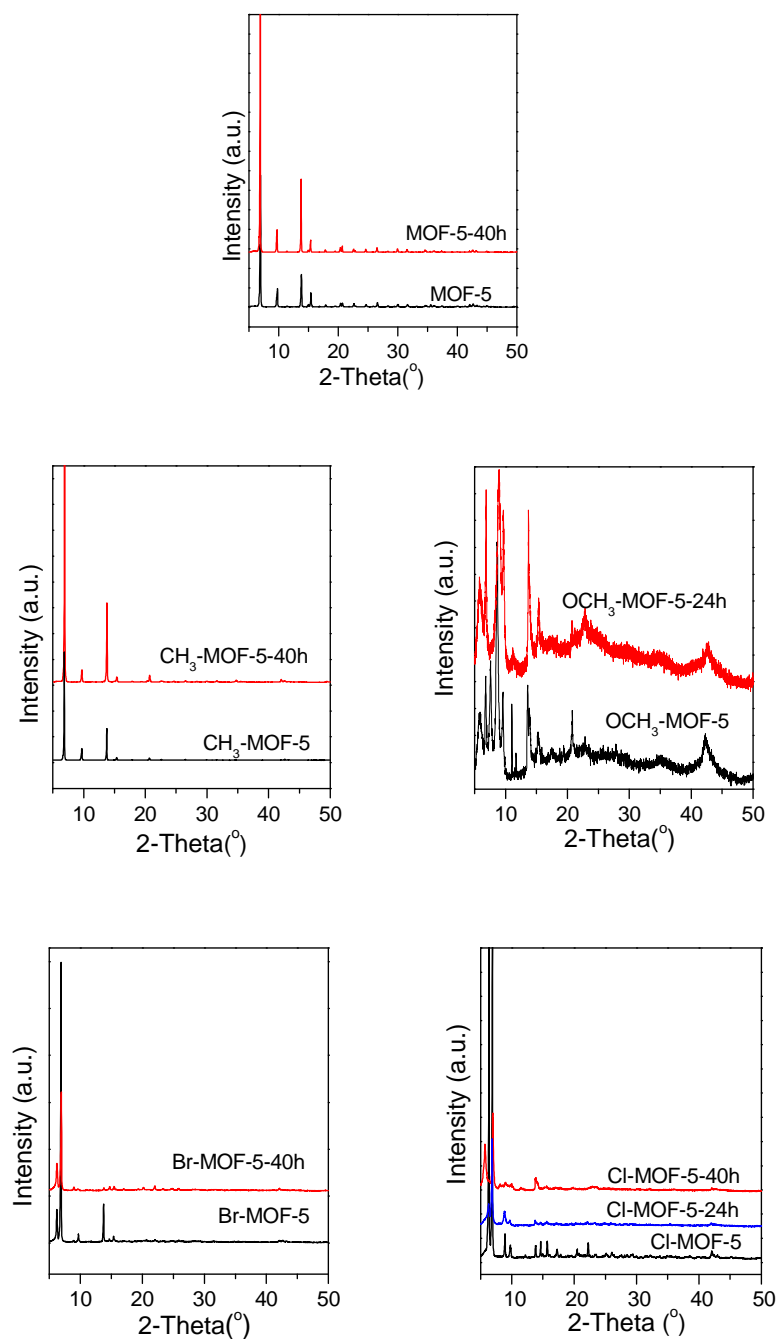 Intensity (a.u.)
MOF-5-40h
MOF-5
10 20 30 40 50
2-Theta(°)
Intensity (a.u.)
CH₃-MOF-5-40h
CH₃-MOF-5
10 20 30 40 50
2-Theta(°)
Intensity (a.u.)
OCH₃-MOF-5-24h
OCH₃-MOF-5
10 20 30 40 50
2-Theta(°)
Intensity (a.u.)
Br-MOF-5-40h
Br-MOF-5
10 20 30 40 50
2-Theta(°)
Intensity (a.u.)
Cl-MOF-5-40h
Cl-MOF-5-24h
Cl-MOF-5
10 20 30 40 50
2-Theta (°)